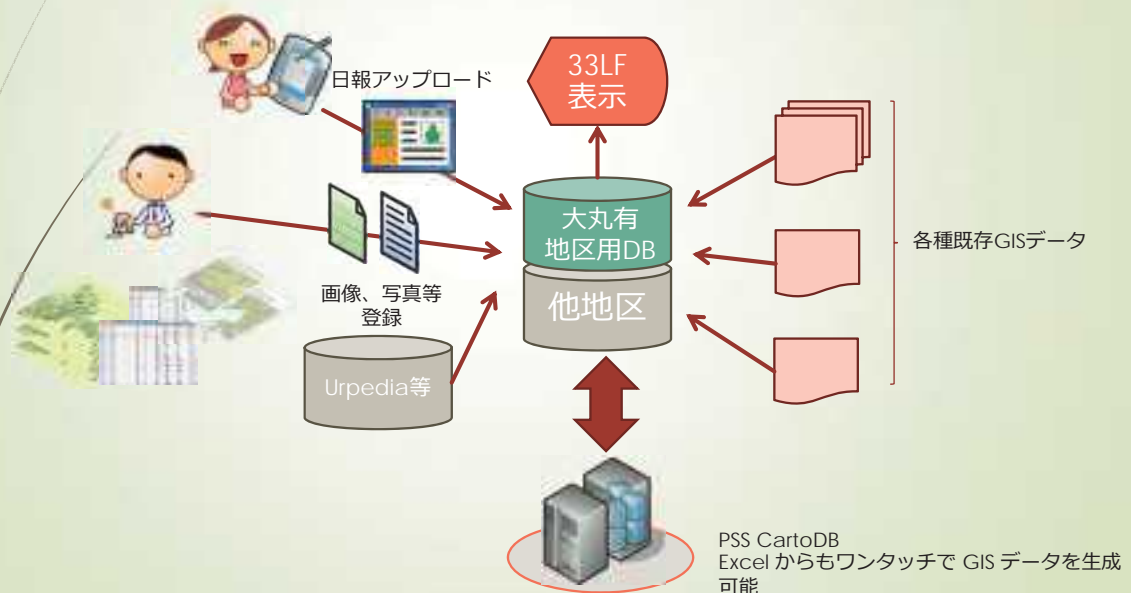 日報アップロード
33LF
表示
大丸有
地区用DB
他地区
画像、写真等
登録
Urpedia等
各種既存GISデータ
PSS CartoDB
Excel からもワンタッチで GIS データを生成
可能